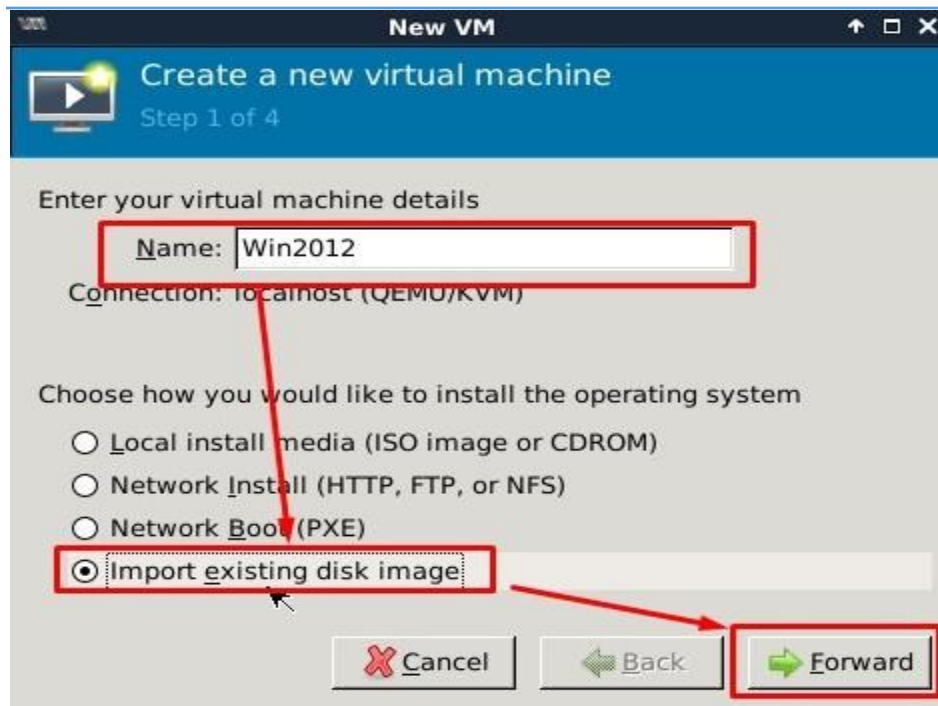 New VM
Create a new virtual machine
Step 1 of 4
Enter your virtual machine details
Name: Win2012
Connection: localhost (QEMU/KVM)
Choose how you would like to install the operating system
Local install media (ISO image or CDROM)
Network Install (HTTP, FTP, or NFS)
Network Boot (PXE)
Import existing disk image
Cancel Back Forward